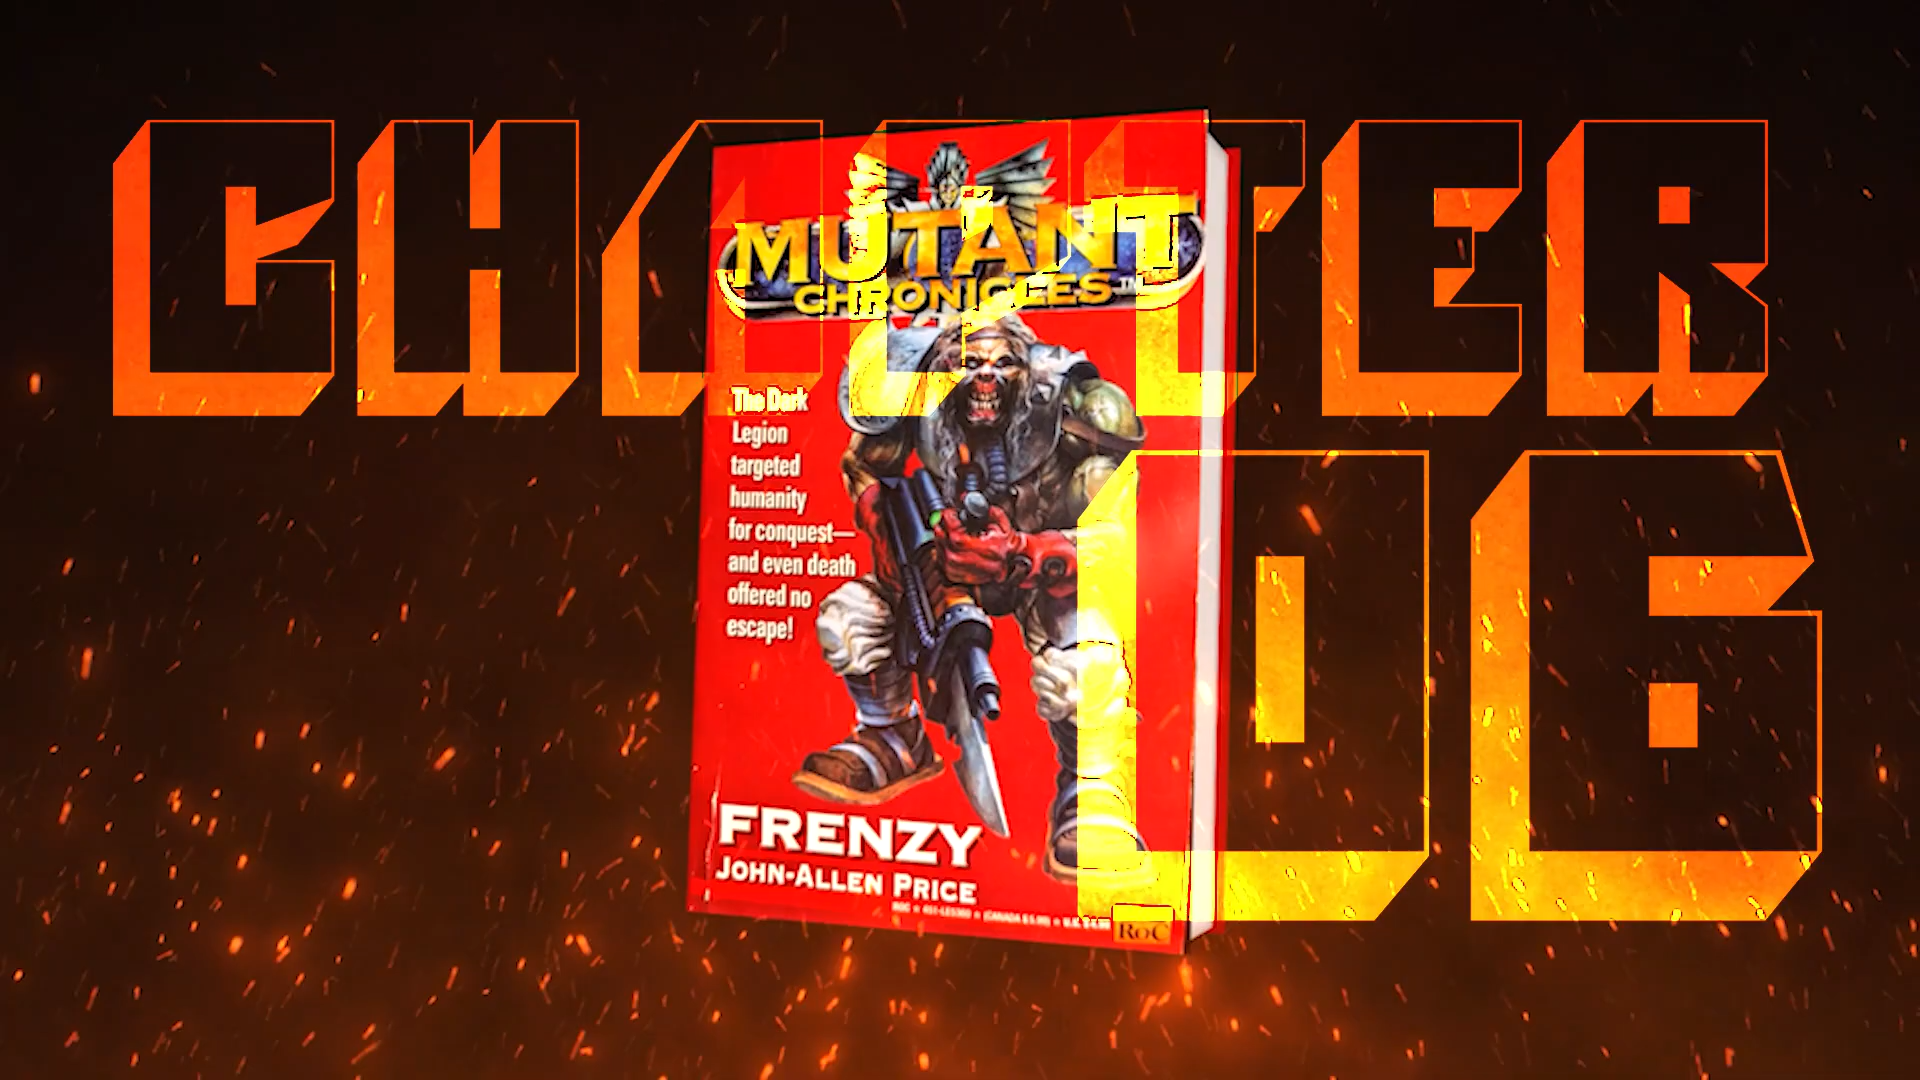 CHAPTER
06
MUTANT
CHRONICLES™
The Dark
Legion
targeted
humanity
for conquest—
and even death
offered no
escape!
FRENZY
JOHN-ALLEN PRICE
ROC